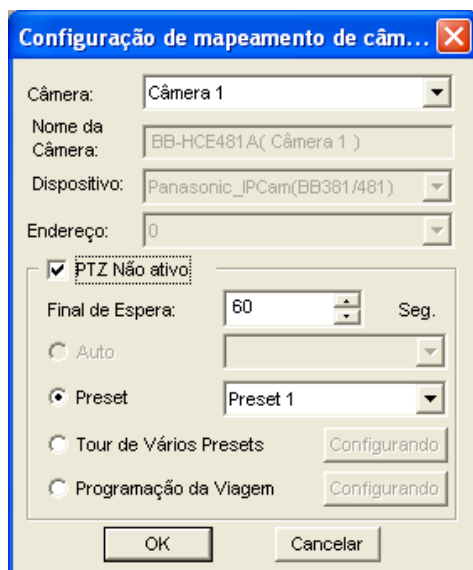 Configuração de mapeamento de câm...
Câmera: Câmera 1
Nome da Câmera: BB-HCE481A( Câmera 1 )
Dispositivo: Panasonic_IPCam(BB381/481)
Endereço: 0
PTZ Não ativo
Final de Espera: 60 Seg.
Auto
Preset Preset 1
Tour de Vários Presets Configurando
Programação da Viagem Configurando
OK Cancelar